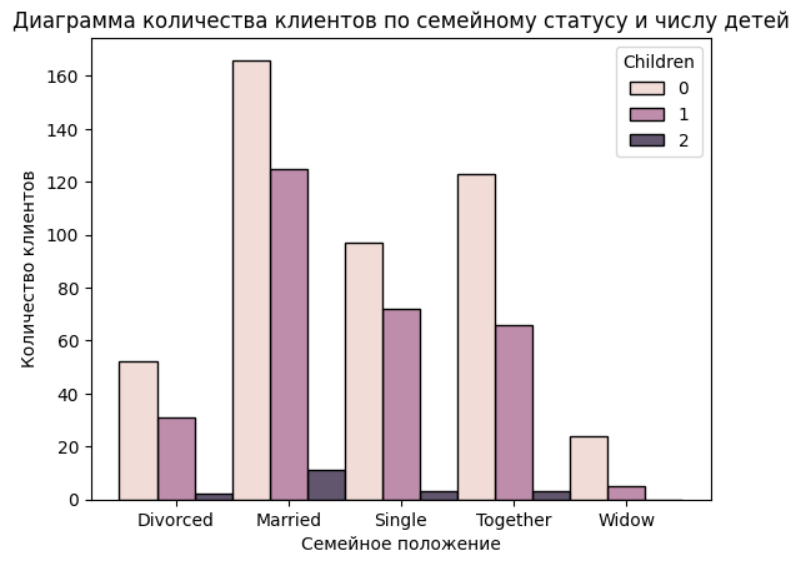 Диаграмма количества клиентов по семейному статусу и числу детей
Количество клиентов
160
140
120
100
80
60
40
20
0
Children
0
1
2
Divorced Married Single Together Widow
Семейное положение